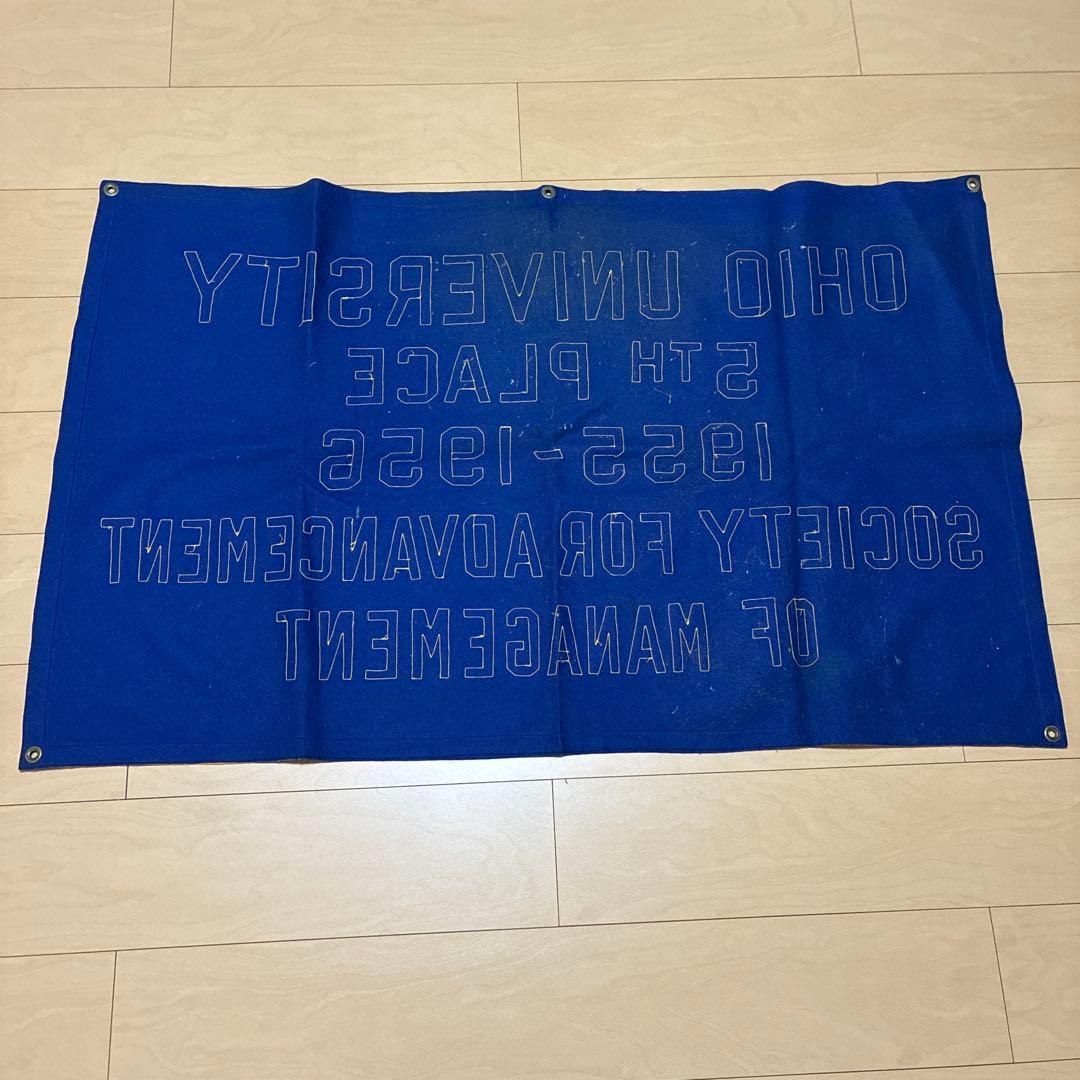 OHIO UNIVERSITY
5TH PLACE
1955-1956
SOCIETY FOR ADVANCEMENT
OF MANAGEMENT